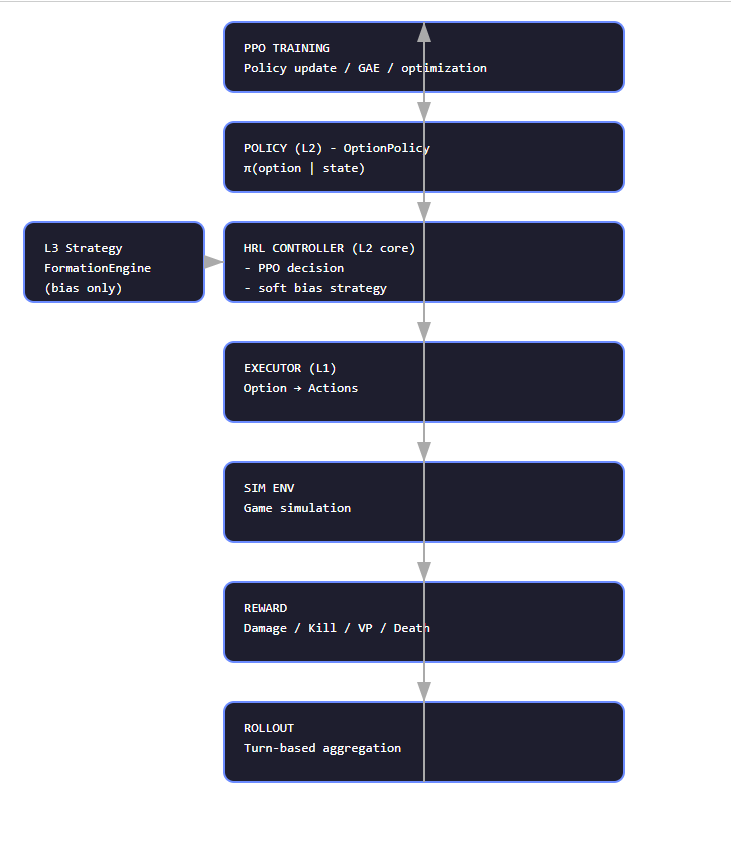 PPO TRAINING
Policy update / GAE / optimization
POLICY (L2) - OptionPolicy
π(option | state)
L3 Strategy
FormationEngine
(bias only)
HRL CONTROLLER (L2 core)
- PPO decision
- soft bias strategy
EXECUTOR (L1)
Option → Actions
SIM ENV
Game simulation
REWARD
Damage / Kill / VP / Death
ROLLOUT
Turn-based aggregation